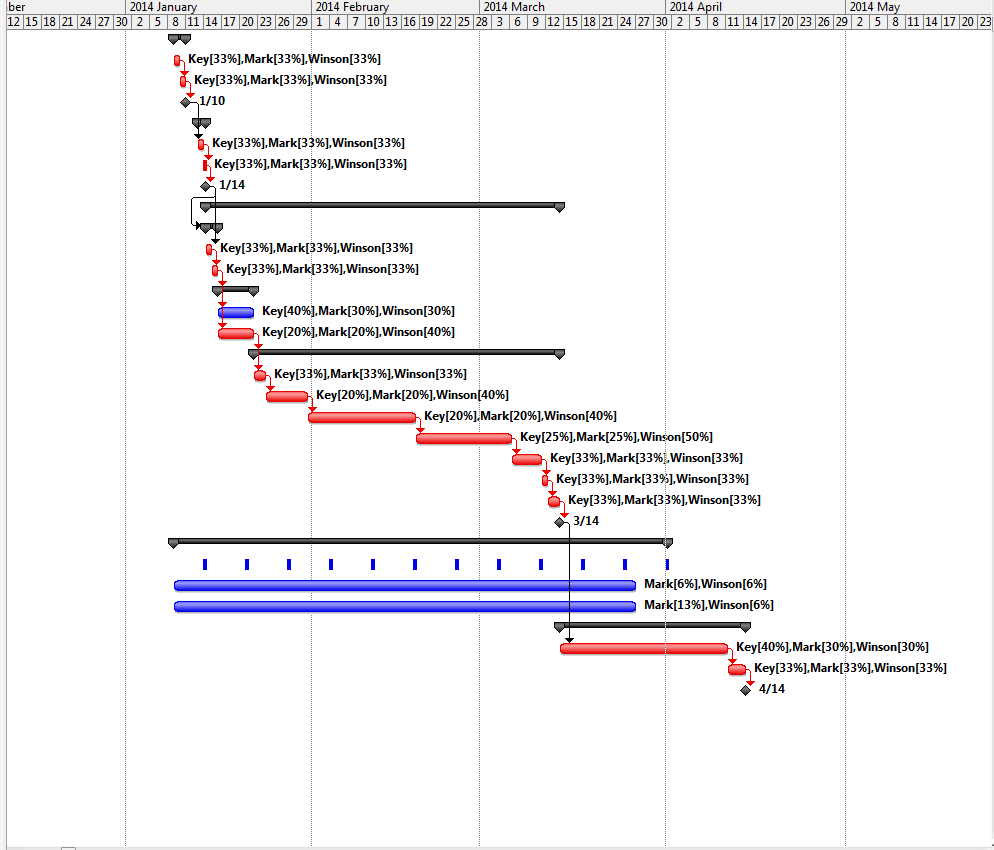 ber 2014 January 2014 February 2014 March 2014 April 2014 May
12 15 18 21 24 27 30 2 5 8 11 14 17 20 23 26 29 1 4 7 10 13 16 19 22 25 28 3 6 9 12 15 18 21 24 27 30 2 5 8 11 14 17 20 23 26 29 2 5 8 11 14 17 20 23
Key[33%],Mark[33%],Winson[33%]
Key[33%],Mark[33%],Winson[33%]
1/10
Key[33%],Mark[33%],Winson[33%]
Key[33%],Mark[33%],Winson[33%]
1/14
Key[33%],Mark[33%],Winson[33%]
Key[33%],Mark[33%],Winson[33%]
Key[40%],Mark[30%],Winson[30%]
Key[20%],Mark[20%],Winson[40%]
Key[33%],Mark[33%],Winson[33%]
Key[20%],Mark[20%],Winson[40%]
Key[20%],Mark[20%],Winson[40%]
Key[25%],Mark[25%],Winson[50%]
Key[33%],Mark[33%],Winson[33%]
Key[33%],Mark[33%],Winson[33%]
Key[33%],Mark[33%],Winson[33%]
3/14
Mark[6%],Winson[6%]
Mark[13%],Winson[6%]
Key[40%],Mark[30%],Winson[30%]
Key[33%],Mark[33%],Winson[33%]
4/14